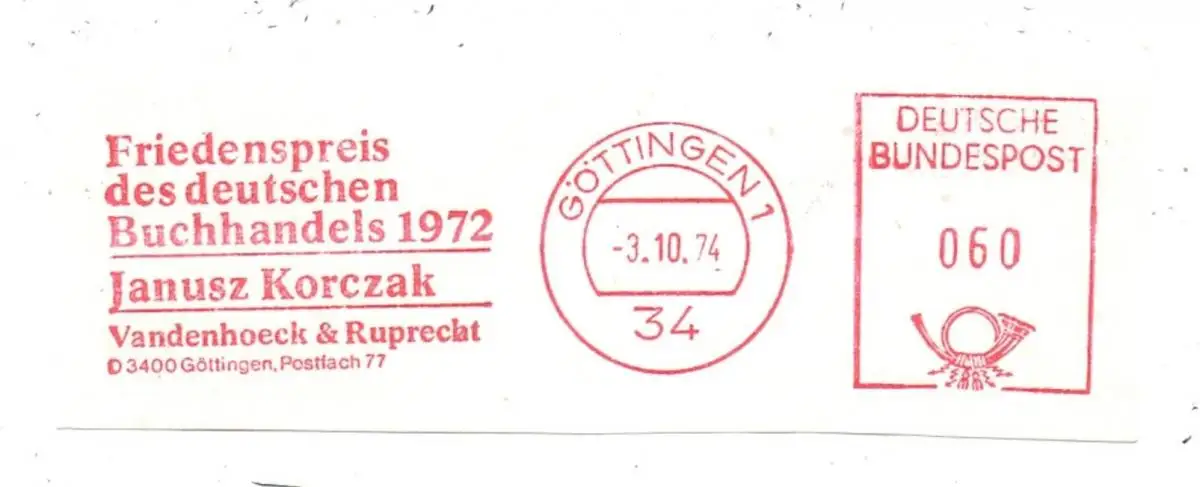 Friedenspreis
des deutschen
Buchhandels 1972
Janusz Korczak
Vandenhoeck & Ruprecht
D 3400 Göttingen, Postfach 77
GÖTTINGEN 1
-3.10.74
34
DEUTSCHE
BUNDESPOST
060